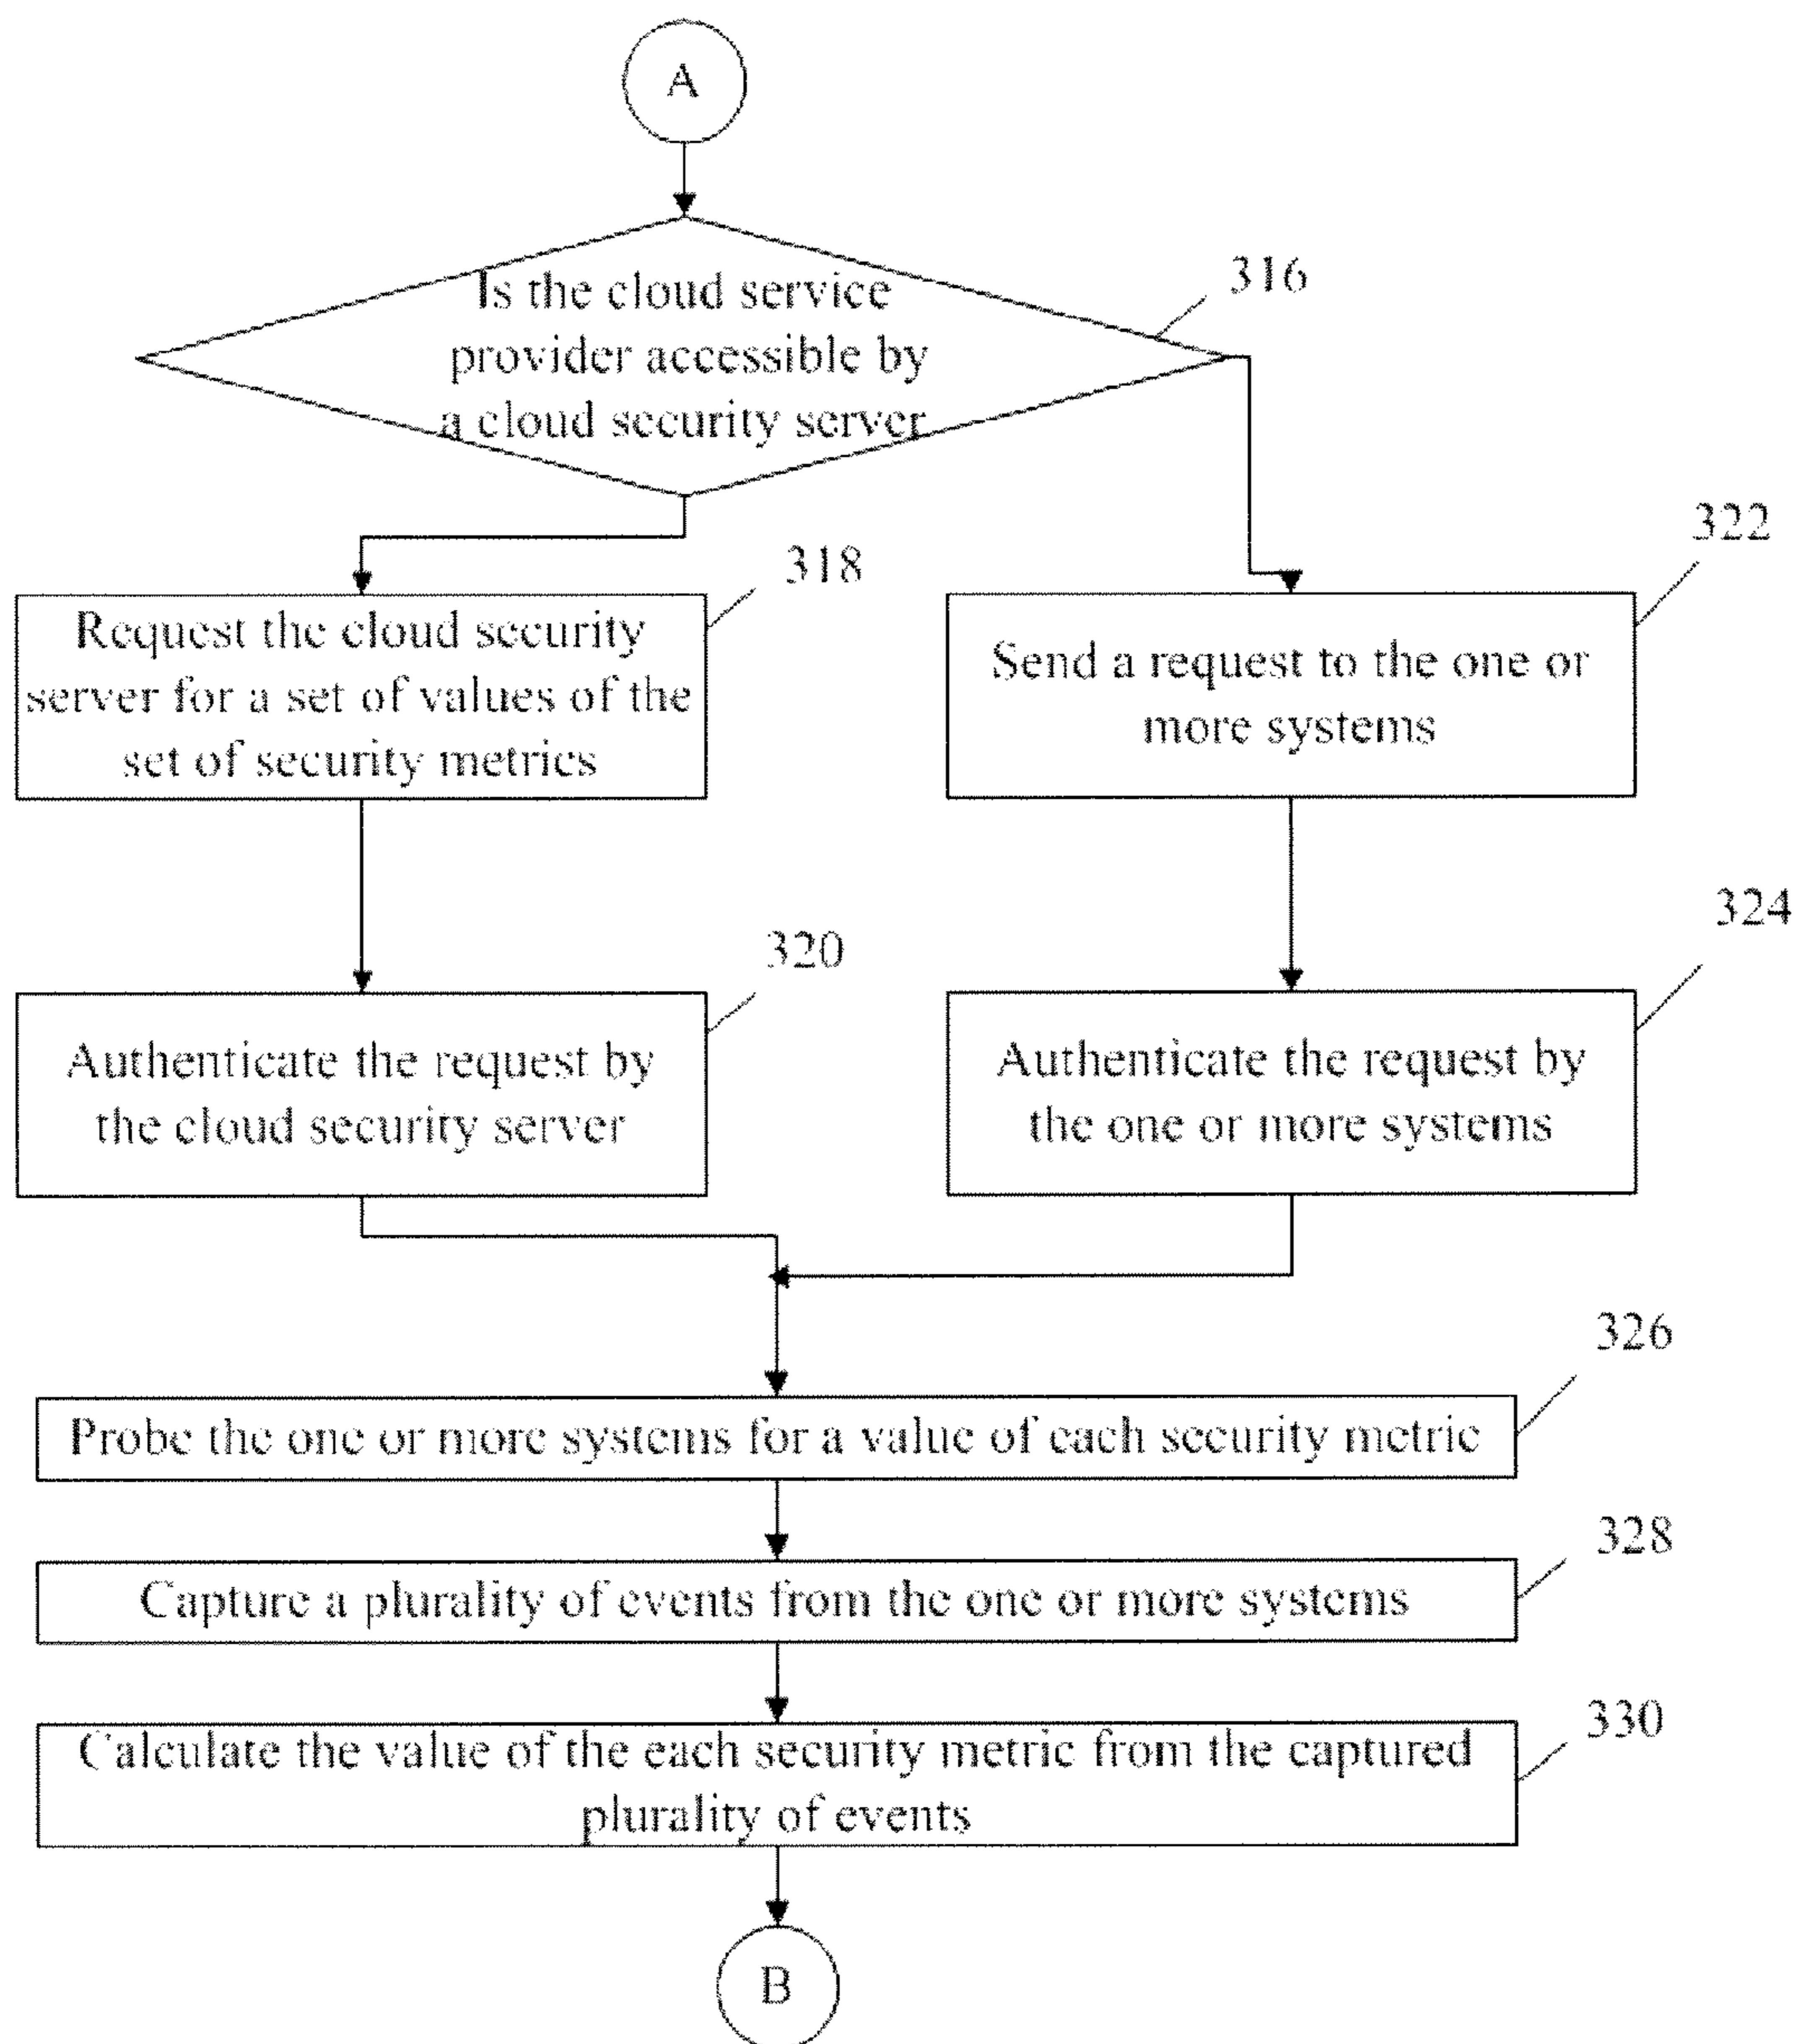 A
Is the cloud service
provider accessible by
a cloud security server
316
318
322
Request the cloud security
server for a set of values of the
set of security metrics
Send a request to the one or
more systems
320
324
Authenticate the request by
the cloud security server
Authenticate the request by
the one or more systems
326
Probe the one or more systems for a value of each security metric
328
Capture a plurality of events from the one or more systems
330
Calculate the value of the each security metric from the captured
plurality of events
B